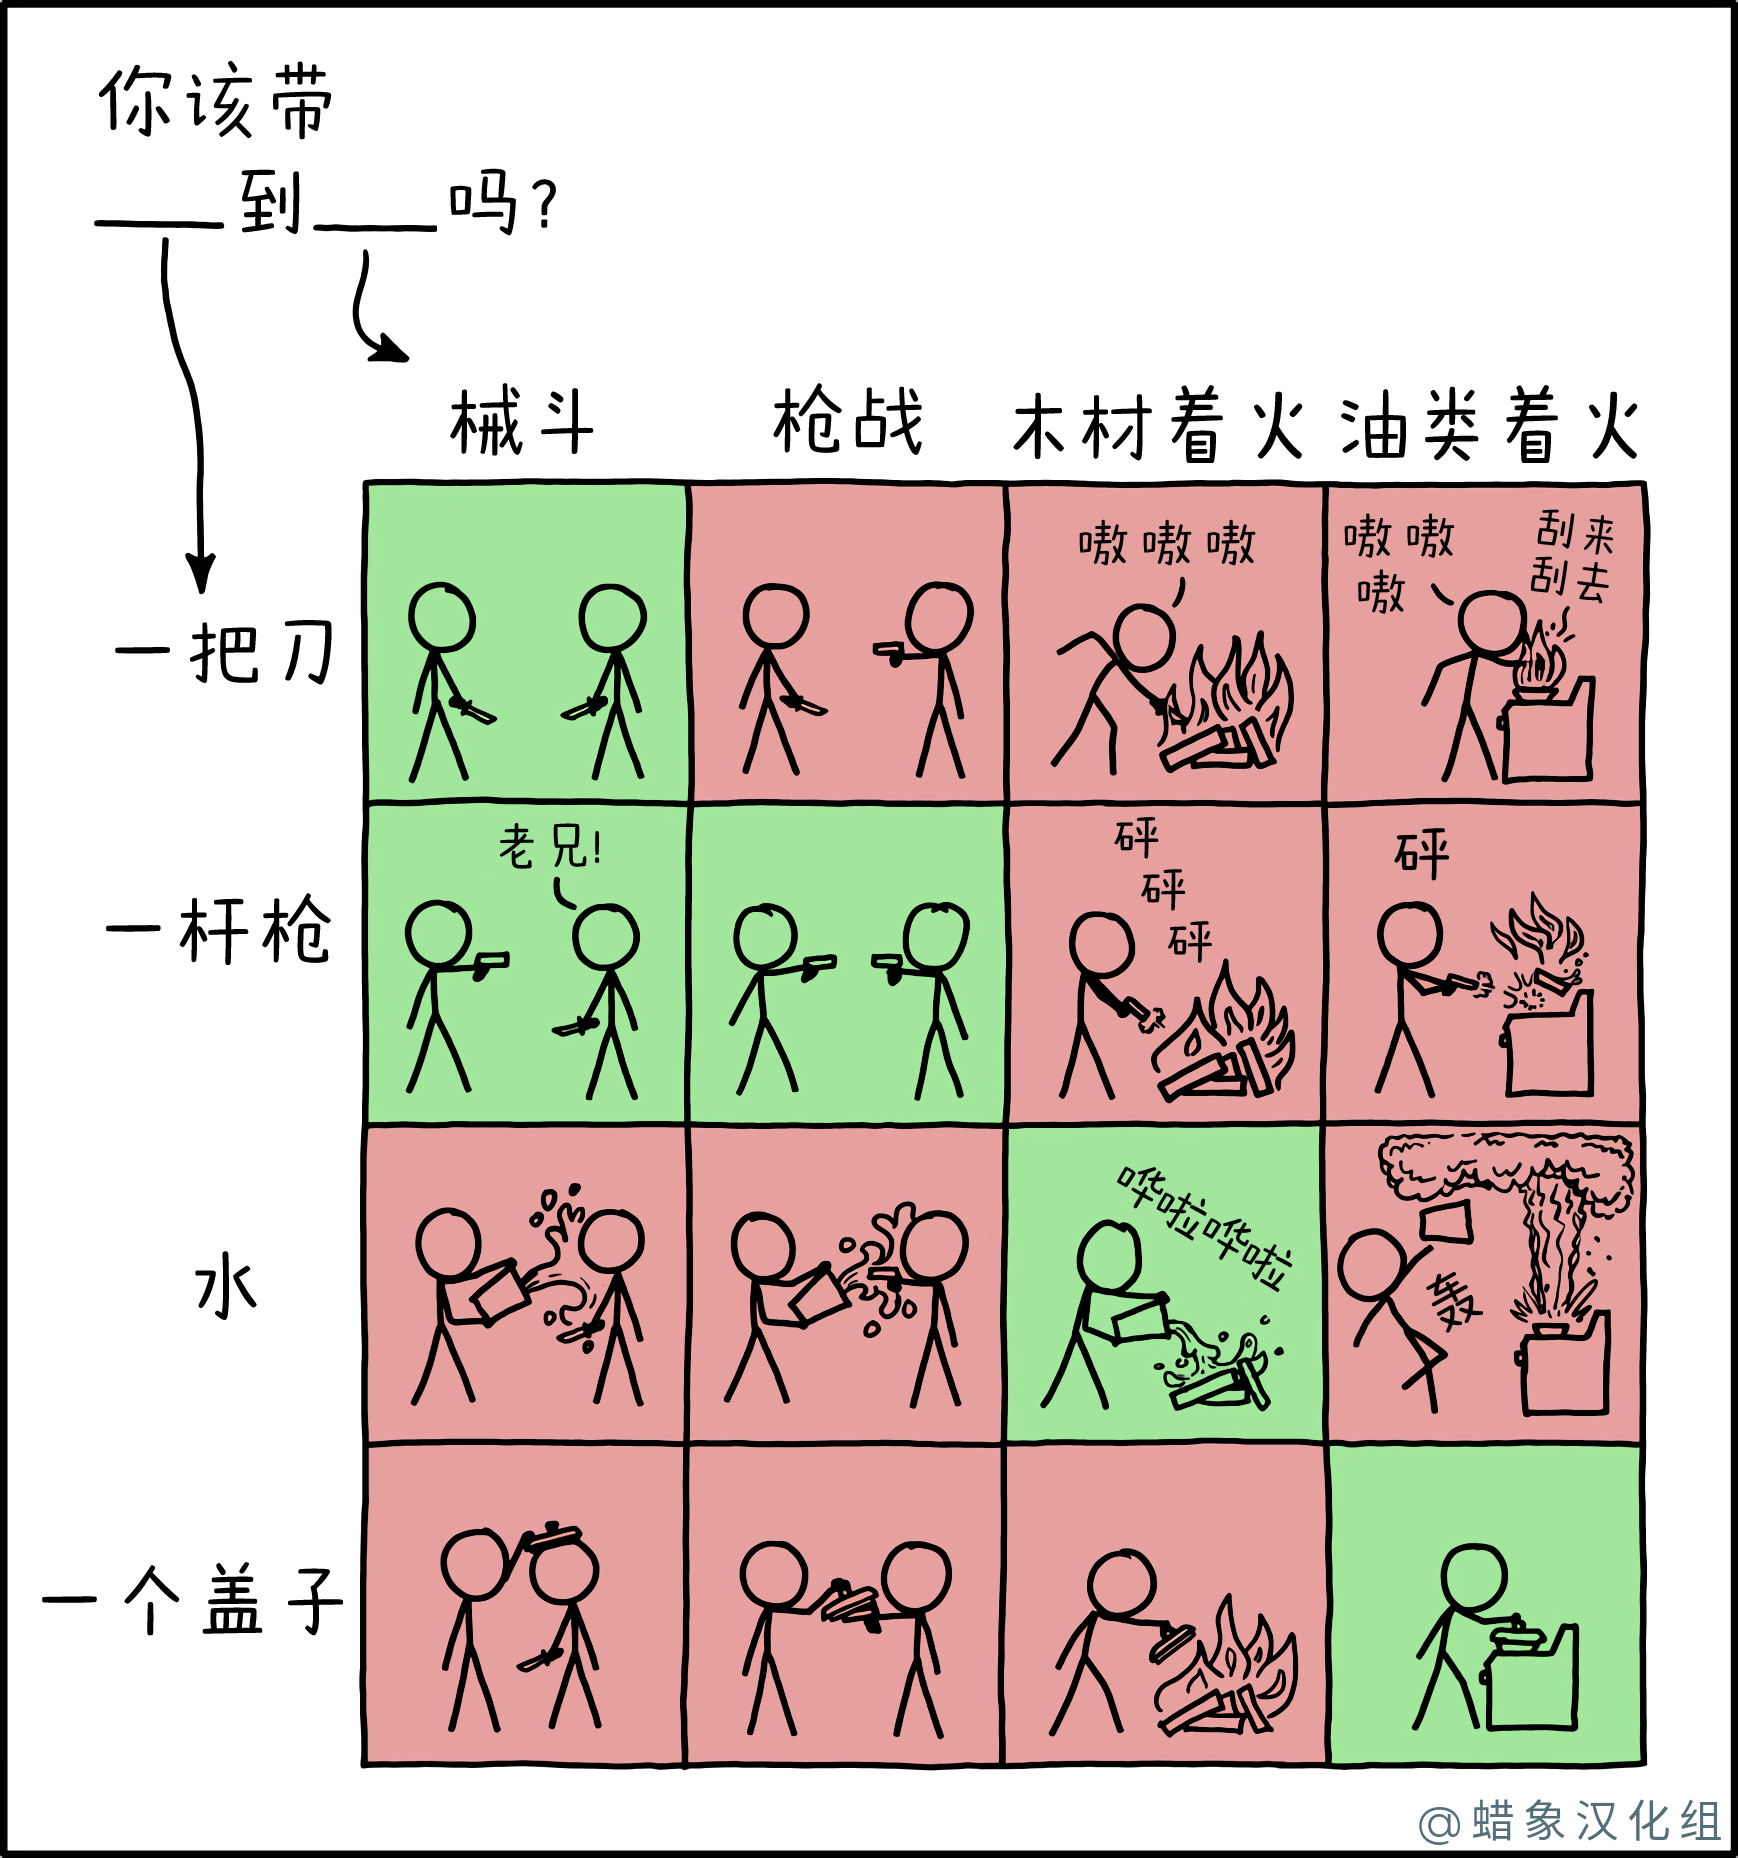 你该带
____到____吗?
械斗 枪战 木材着火 油类着火
一把刀
嗷嗷嗷
嗷嗷
嗷
刮来
刮去
一杆枪
老兄!
砰
砰
砰
砰
水
哗啦哗啦
轰
一个盖子
@蜡象汉化组